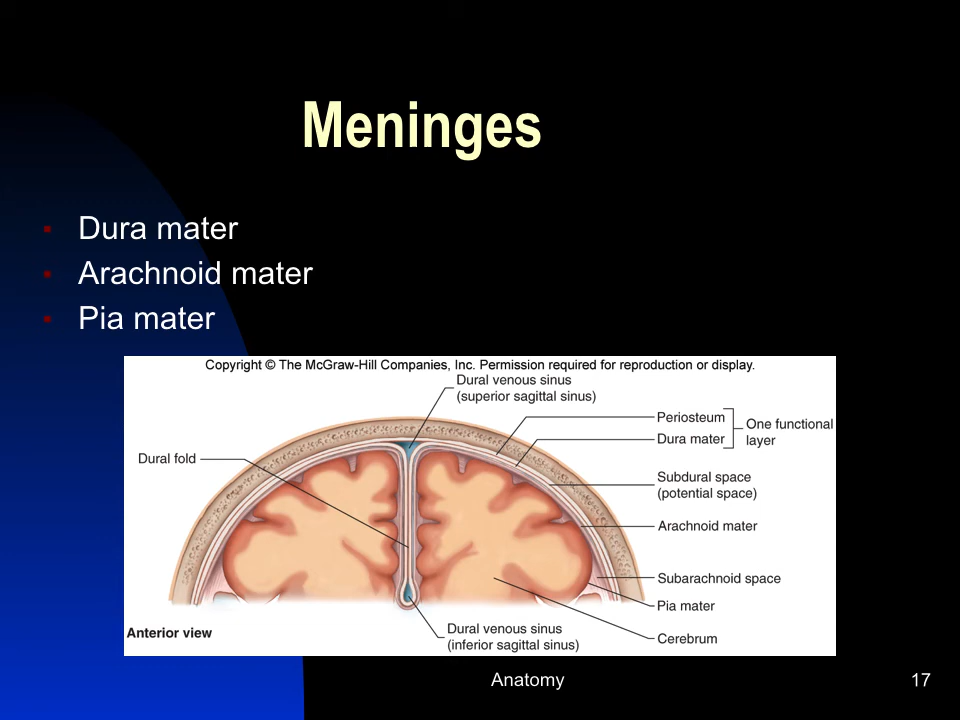 Meninges
▪ Dura mater
▪ Arachnoid mater
▪ Pia mater
Copyright © The McGraw-Hill Companies, Inc. Permission required for reproduction or display.
Dural venous sinus
(superior sagittal sinus)
Periosteum
Dura mater
One functional
layer
Dural fold
Subdural space
(potential space)
Arachnoid mater
Subarachnoid space
Pia mater
Cerebrum
Dural venous sinus
(inferior sagittal sinus)
Anterior view
Anatomy
17